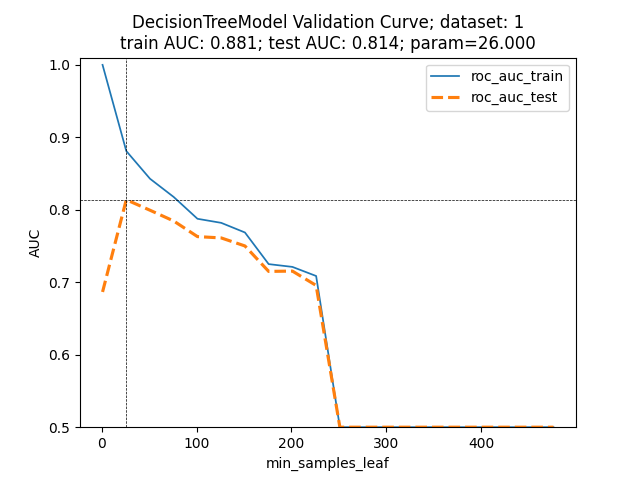 DecisionTreeModel Validation Curve; dataset: 1
train AUC: 0.881; test AUC: 0.814; param=26.000
roc_auc_train
roc_auc_test
1.0
0.9
0.8
0.7
0.6
0.5
AUC
0 100 200 300 400
min_samples_leaf